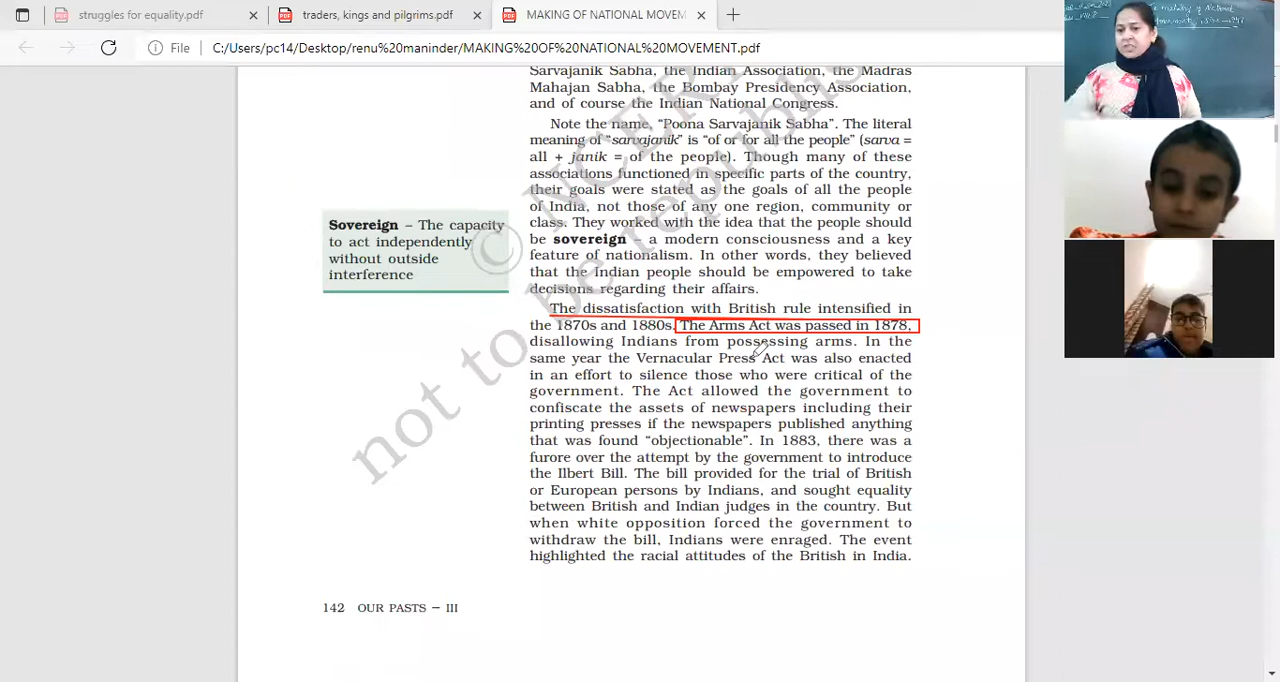 struggles for equality.pdf
traders, kings and pilgrims.pdf
MAKING OF NATIONAL MOVEM
File
C:/Users/pc14/Desktop/renu%20maninder/MAKING%20OF%20NATIONAL%20MOVEMENT.pdf
Sarvajanik Sabha, the Indian Association, the Madras
Mahajan Sabha, the Bombay Presidency Association,
and of course the Indian National Congress.
Note the name, “Poona Sarvajanik Sabha”. The literal
meaning of “sarvajanik” is “of or for all the people” (sarva =
all + janik = of the people). Though many of these
associations functioned in specific parts of the country,
their goals were stated as the goals of all the people
of India, not those of any one region, community or
class. They worked with the idea that the people should
be sovereign – a modern consciousness and a key
feature of nationalism. In other words, they believed
that the Indian people should be empowered to take
decisions regarding their affairs.
Sovereign – The capacity
to act independently
without outside
interference
The dissatisfaction with British rule intensified in
the 1870s and 1880s. The Arms Act was passed in 1878,
disallowing Indians from possessing arms. In the
same year the Vernacular Press Act was also enacted
in an effort to silence those who were critical of the
government. The Act allowed the government to
confiscate the assets of newspapers including their
printing presses if the newspapers published anything
that was found “objectionable”. In 1883, there was a
furore over the attempt by the government to introduce
the Ilbert Bill. The bill provided for the trial of British
or European persons by Indians, and sought equality
between British and Indian judges in the country. But
when white opposition forced the government to
withdraw the bill, Indians were enraged. The event
highlighted the racial attitudes of the British in India.
142 OUR PASTS – III
© NCERT
not to be republis